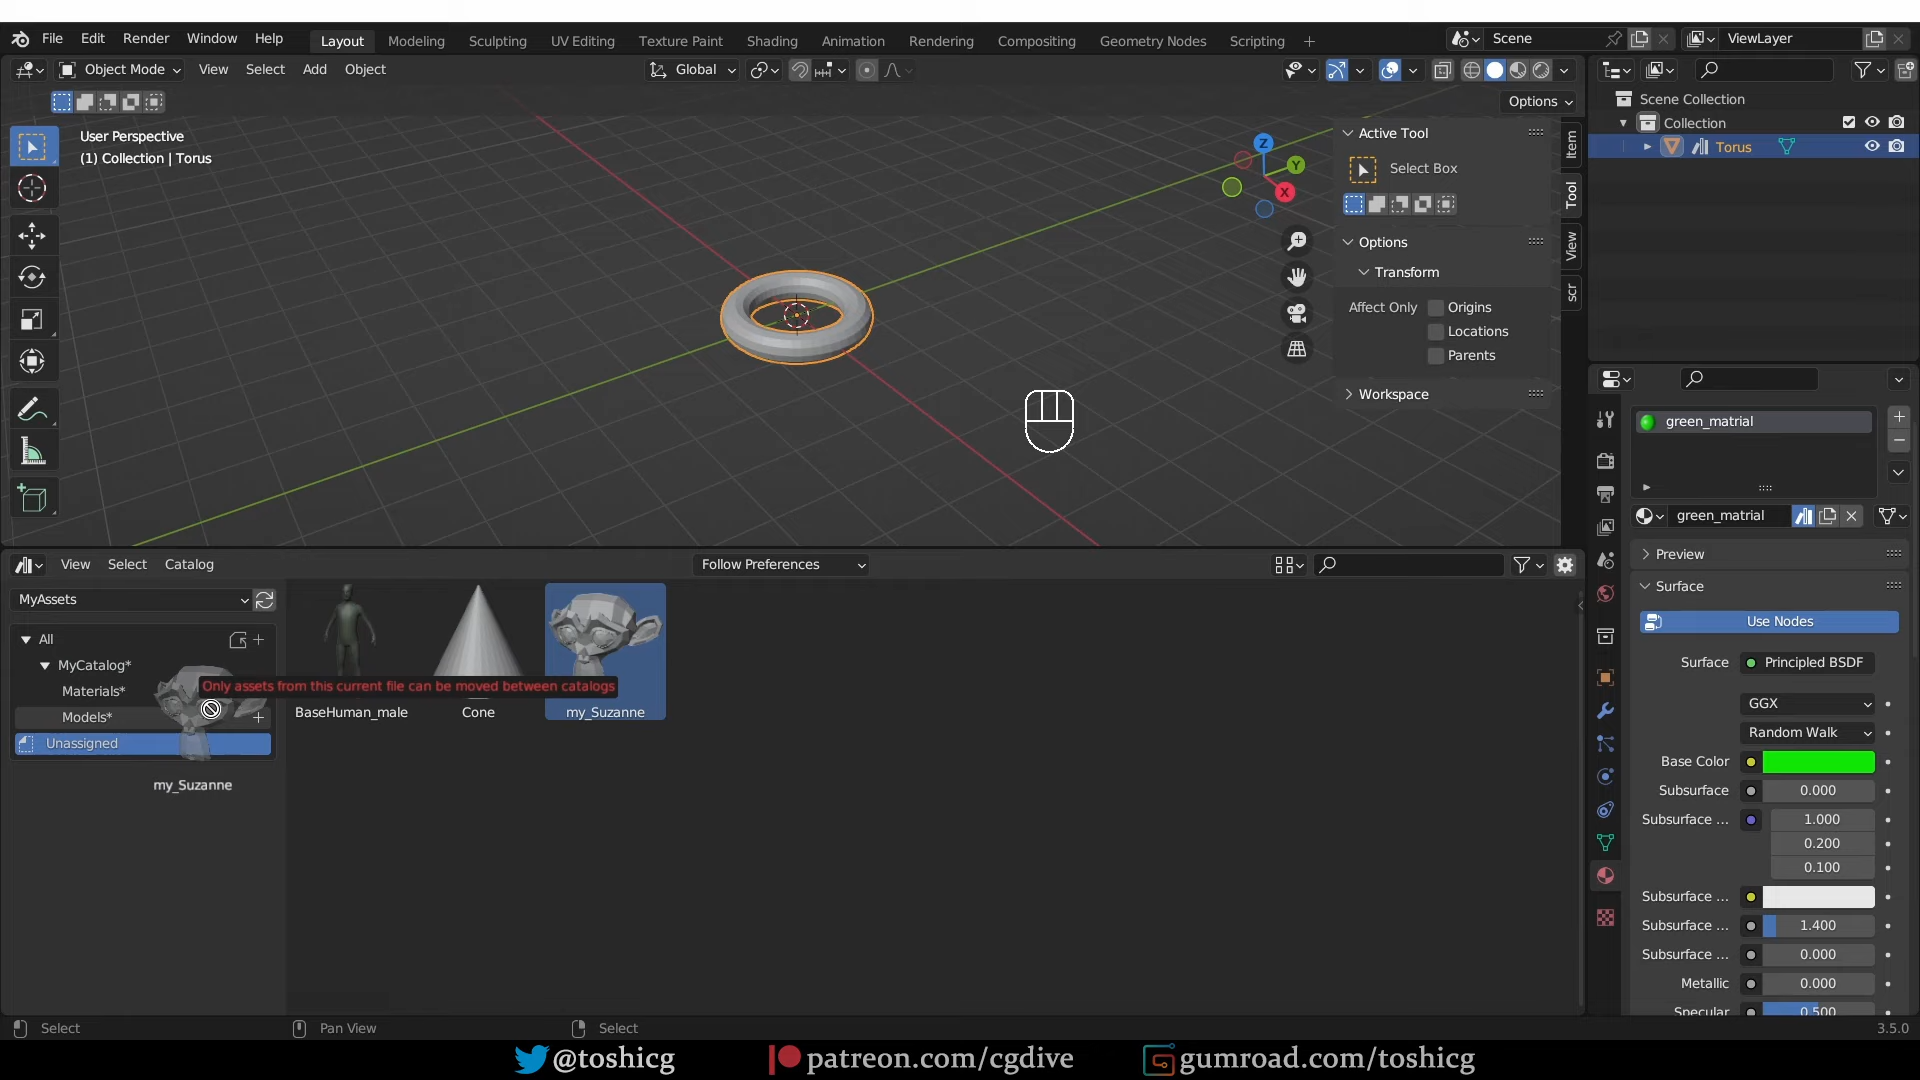 File Edit Render Window Help Layout Modeling Sculpting UV Editing Texture Paint Shading Animation Rendering Compositing Geometry Nodes Scripting Scene ViewLayer
Object Mode View Select Add Object Global
Options
User Perspective
(1) Collection | Torus
Z
Y
X
Active Tool
Select Box
Options
Transform
Affect Only Origins
Locations
Parents
Workspace
Item
Tool
View
scr
Scene Collection
Collection
Torus
green_matrial
green_matrial
Preview
Surface
Use Nodes
Surface Principled BSDF
GGX
Random Walk
Base Color
Subsurface 0.000
Subsurface ... 1.000
0.200
0.100
Subsurface ...
Subsurface ... 1.400
Subsurface ... 0.000
Metallic 0.000
Specular 0.500
View Select Catalog Follow Preferences
MyAssets
All
MyCatalog*
Materials*
Models*
Unassigned
my_Suzanne
Only assets from this current file can be moved between catalogs
BaseHuman_male Cone my_Suzanne
Select Pan View Select 3.5.0
@toshicg patreon.com/cgdive gumroad.com/toshicg